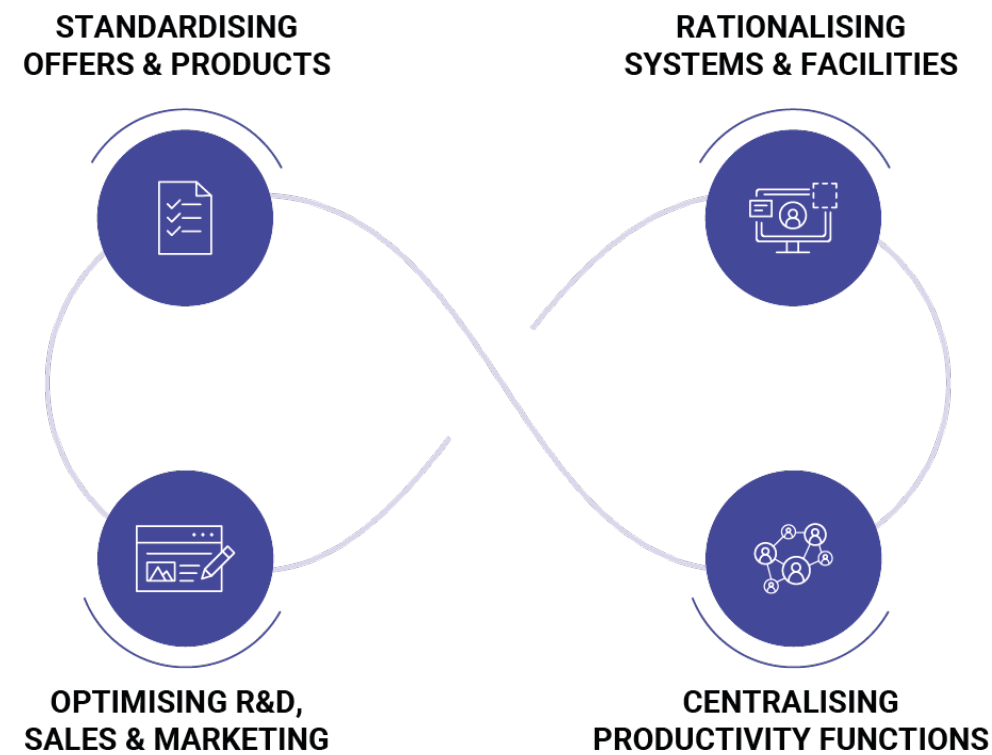 STANDARDISING
OFFERS & PRODUCTS
RATIONALISING
SYSTEMS & FACILITIES
OPTIMISING R&D,
SALES & MARKETING
CENTRALISING
PRODUCTIVITY FUNCTIONS